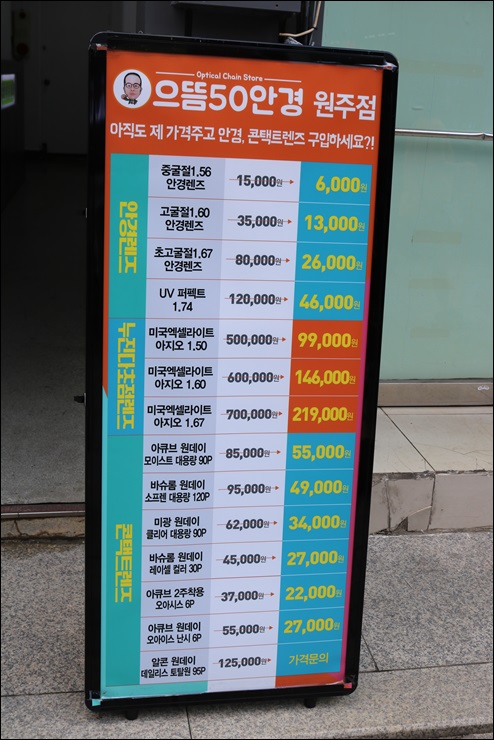 Optical Chain Store
으뜸50안경 원주점
아직도 제 가격주고 안경, 콘택트렌즈 구입하세요?!
안경렌즈
중굴절1.56
안경렌즈
15,000원
6,000원
고굴절1.60
안경렌즈
35,000원
13,000원
초고굴절1.67
안경렌즈
80,000원
26,000원
UV 퍼펙트
1.74
120,000원
46,000원
누진다초점렌즈
미국엑셀라이트
아지오 1.50
500,000원
99,000원
미국엑셀라이트
아지오 1.60
600,000원
146,000원
미국엑셀라이트
아지오 1.67
700,000원
219,000원
콘택트렌즈
아큐브 원데이
모이스트 대용량 90P
85,000원
55,000원
바슈롬 원데이
소프렌 대용량 120P
95,000원
49,000원
미광 원데이
클리어 대용량 90P
62,000원
34,000원
바슈롬 원데이
레이셀 컬러 30P
45,000원
27,000원
아큐브 2주착용
오아시스 6P
37,000원
22,000원
아큐브 원데이
오아이스 난시 6P
55,000원
27,000원
알콘 원데이
데일리스 토탈원 95P
125,000원
가격문의